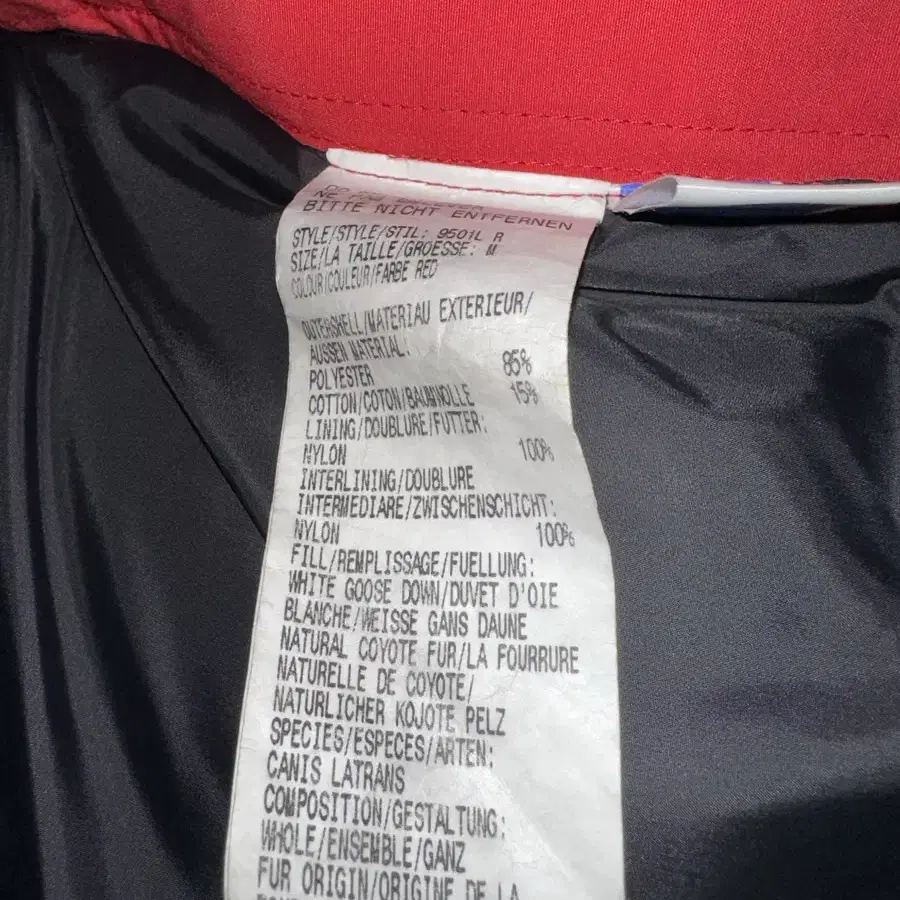 BITTE NICHT ENTFERNEN
STYLE/STYLE/STIL: 9501L R
SIZE/LA TAILLE/GROESSE: M
COLOUR/COULEUR/FARBE RED
OUTERSHELL/MATERIAU EXTERIEUR/
AUSSEN MATERIAL:
POLYESTER 85%
COTTON/COTON/BAUMWOLLE 15%
LINING/DOUBLURE/FUTTER:
NYLON 100%
INTERLINING/DOUBLURE
INTERMEDIARE/ZWISCHENSCHICHT:
NYLON 100%
FILL/REMPLISSAGE/FUELLUNG:
WHITE GOOSE DOWN/DUVET D'OIE
BLANCHE/WEISSE GANS DAUNE
NATURAL COYOTE FUR/LA FOURRURE
NATURELLE DE COYOTE/
NATURLICHER KOJOTE PELZ
SPECIES/ESPECES/ARTEN:
CANIS LATRANS
COMPOSITION/GESTALTUNG:
WHOLE/ENSEMBLE/GANZ
FUR ORIGIN/ORIGINE DE LA